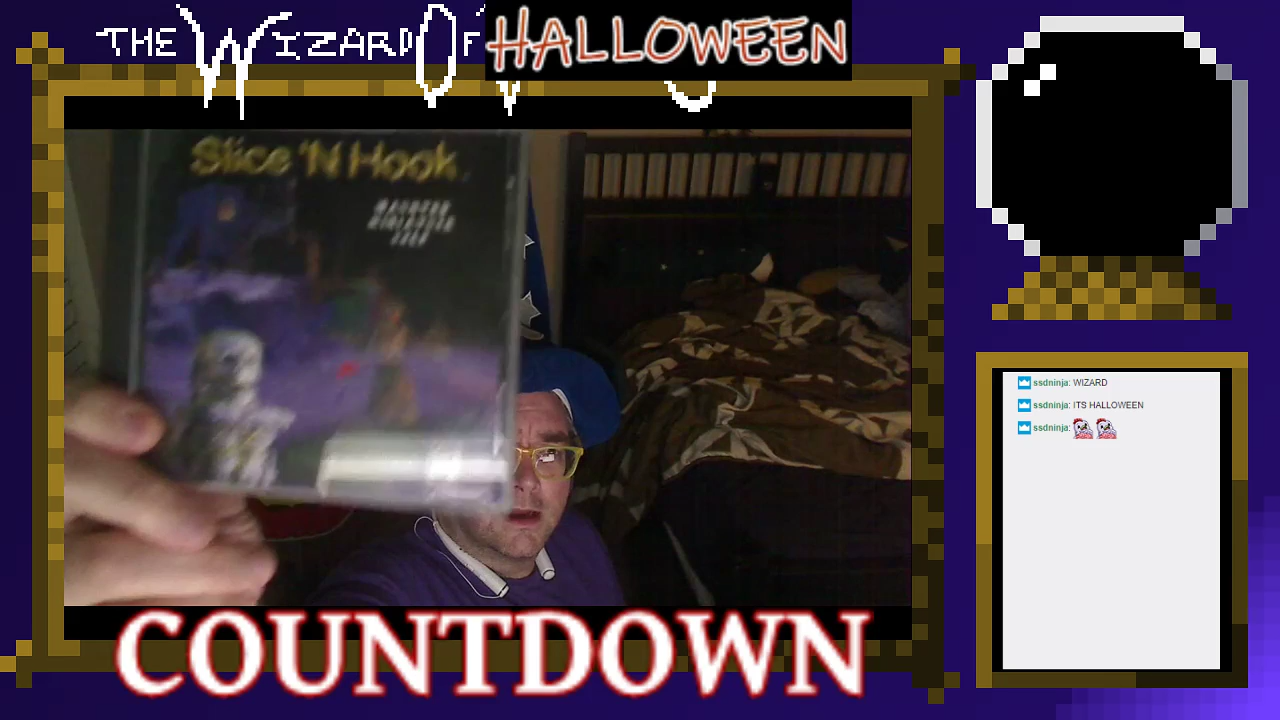 THE WIZARD OF
HALLOWEEN
Slice 'N Hook
ssdninja: WIZARD
ssdninja: ITS HALLOWEEN
ssdninja:
COUNTDOWN